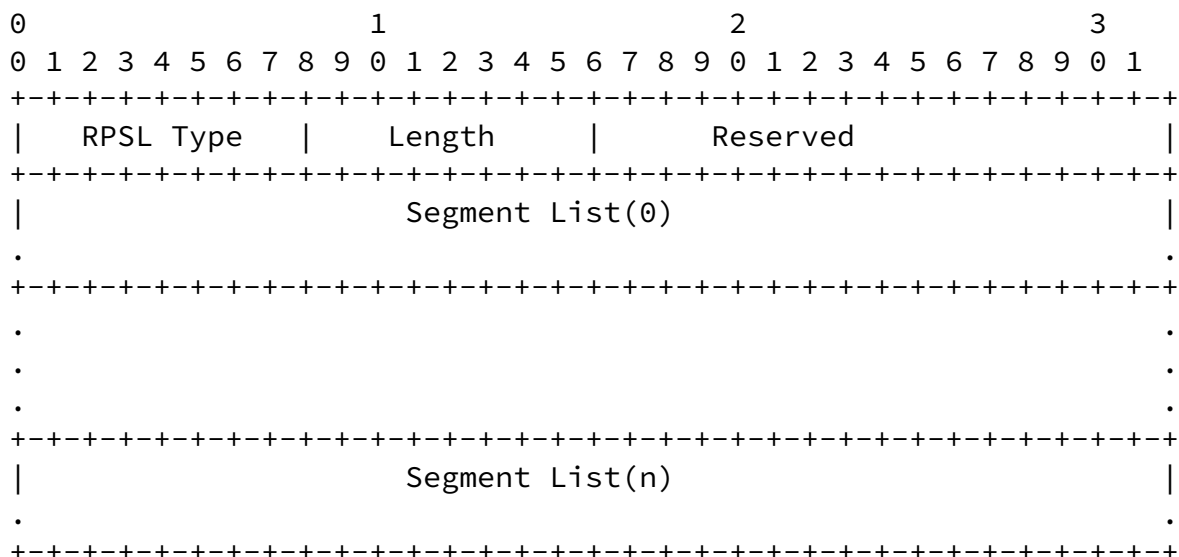 0                   1                   2                   3
0 1 2 3 4 5 6 7 8 9 0 1 2 3 4 5 6 7 8 9 0 1 2 3 4 5 6 7 8 9 0 1
+-+-+-+-+-+-+-+-+-+-+-+-+-+-+-+-+-+-+-+-+-+-+-+-+-+-+-+-+-+-+-+-+
|   RPSL Type   |    Length     |      Reserved                 |
+-+-+-+-+-+-+-+-+-+-+-+-+-+-+-+-+-+-+-+-+-+-+-+-+-+-+-+-+-+-+-+-+
|                     Segment List(0)                           |
.                                                               .
+-+-+-+-+-+-+-+-+-+-+-+-+-+-+-+-+-+-+-+-+-+-+-+-+-+-+-+-+-+-+-+-+
.                                                               .
.                                                               .
.                                                               .
+-+-+-+-+-+-+-+-+-+-+-+-+-+-+-+-+-+-+-+-+-+-+-+-+-+-+-+-+-+-+-+-+
|                     Segment List(n)                           |
.                                                               .
+-+-+-+-+-+-+-+-+-+-+-+-+-+-+-+-+-+-+-+-+-+-+-+-+-+-+-+-+-+-+-+-+